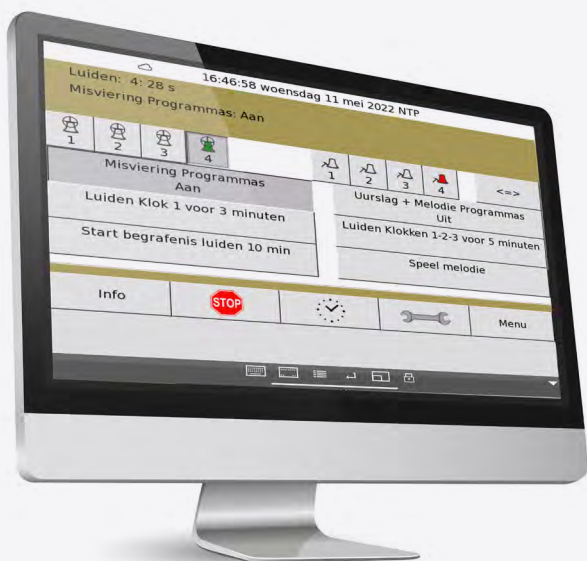 16:46:58 woensdag 11 mei 2022 NTP
Luiden: 4: 28 s
Misviering Programmas: Aan
1
2
3
4
1
2
3
4
<=>
Misviering Programmas
Aan
Uurslag + Melodie Programmas
Uit
Luiden Klok 1 voor 3 minuten
Luiden Klokken 1-2-3 voor 5 minuten
Start begrafenis luiden 10 min
Speel melodie
Info
STOP
Menu